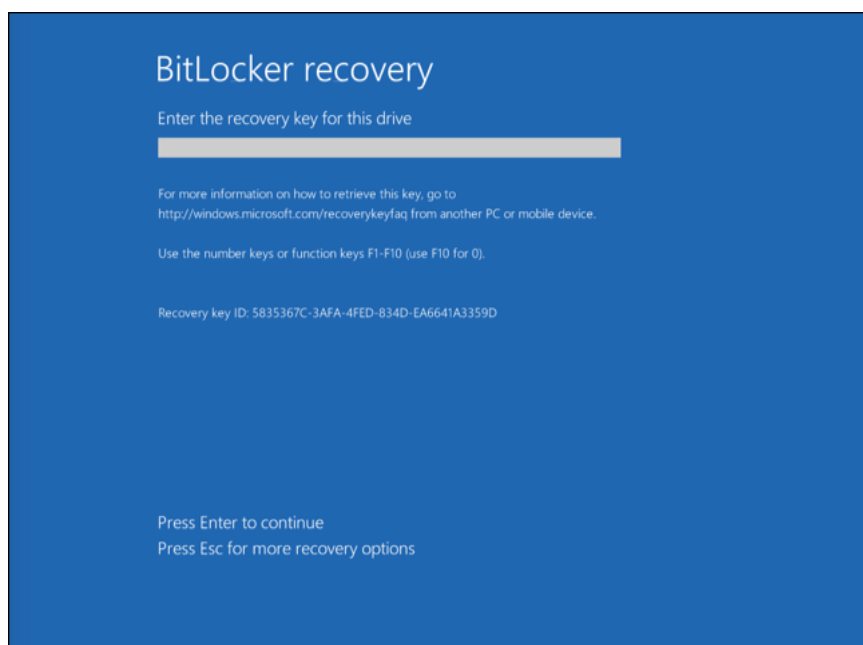 BitLocker recovery
Enter the recovery key for this drive
For more information on how to retrieve this key, go to
http://windows.microsoft.com/recoverykeyfaq from another PC or mobile device.
Use the number keys or function keys F1-F10 (use F10 for 0).
Recovery key ID: 5835367C-3AFA-4FED-834D-EA6641A3359D
Press Enter to continue
Press Esc for more recovery options